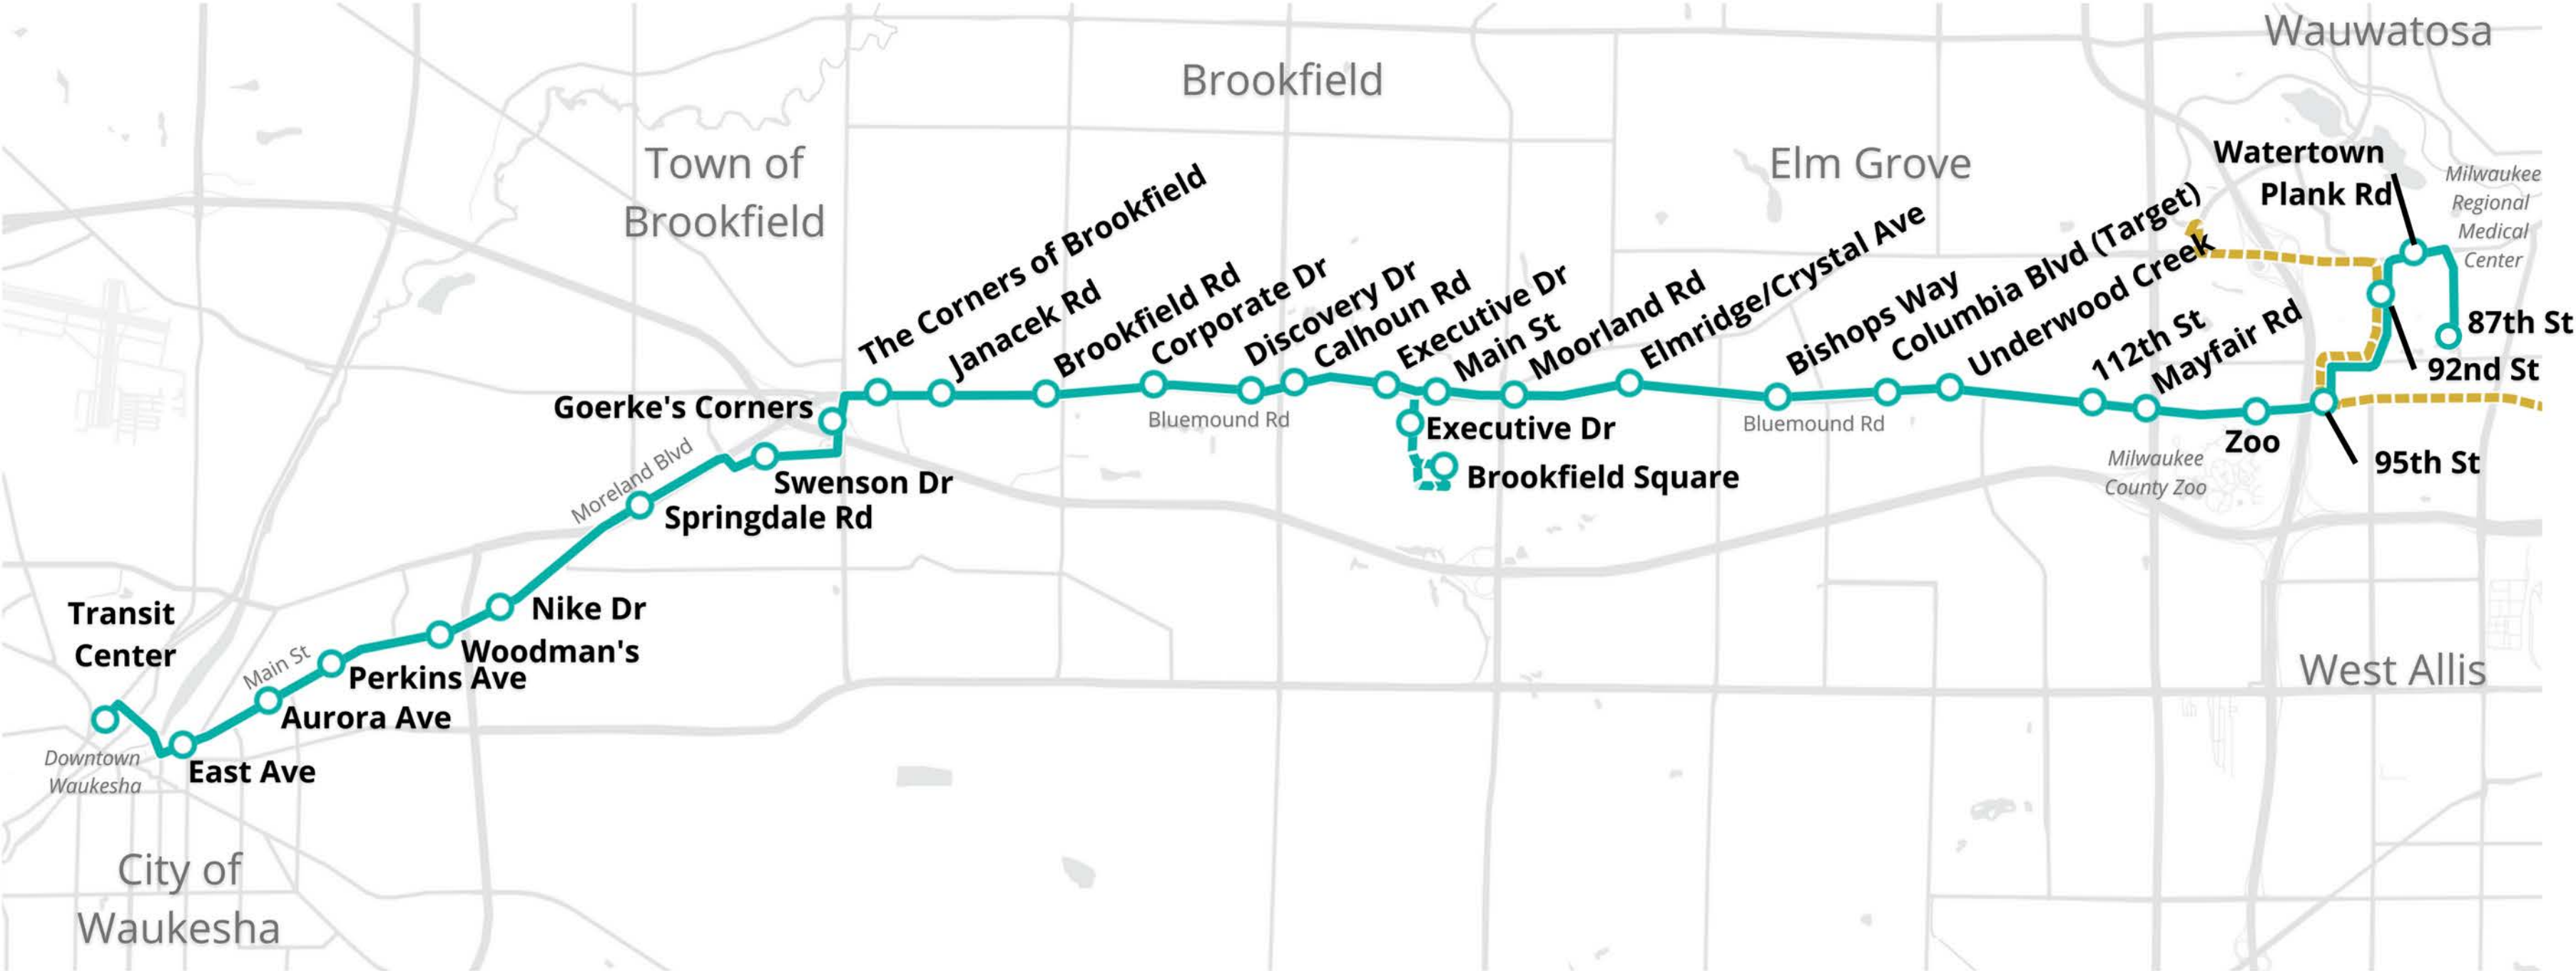 Wauwatosa
Brookfield
Town of
Brookfield
Elm Grove
Watertown
Plank Rd
Milwaukee
Regional
Medical
Center
The Corners of Brookfield
Janacek Rd
Brookfield Rd
Corporate Dr
Discovery Dr
Calhoun Rd
Executive Dr
Main St
Moorland Rd
Elmridge/Crystal Ave
Bishops Way
Columbia Blvd (Target)
Underwood Creek
112th St
Mayfair Rd
87th St
92nd St
Goerke's Corners
Bluemound Rd
Executive Dr
Bluemound Rd
Zoo
95th St
Moreland Blvd
Swenson Dr
Brookfield Square
Milwaukee
County Zoo
Springdale Rd
Transit
Center
Nike Dr
Main St
Woodman's
Perkins Ave
Aurora Ave
West Allis
Downtown
Waukesha
East Ave
City of
Waukesha